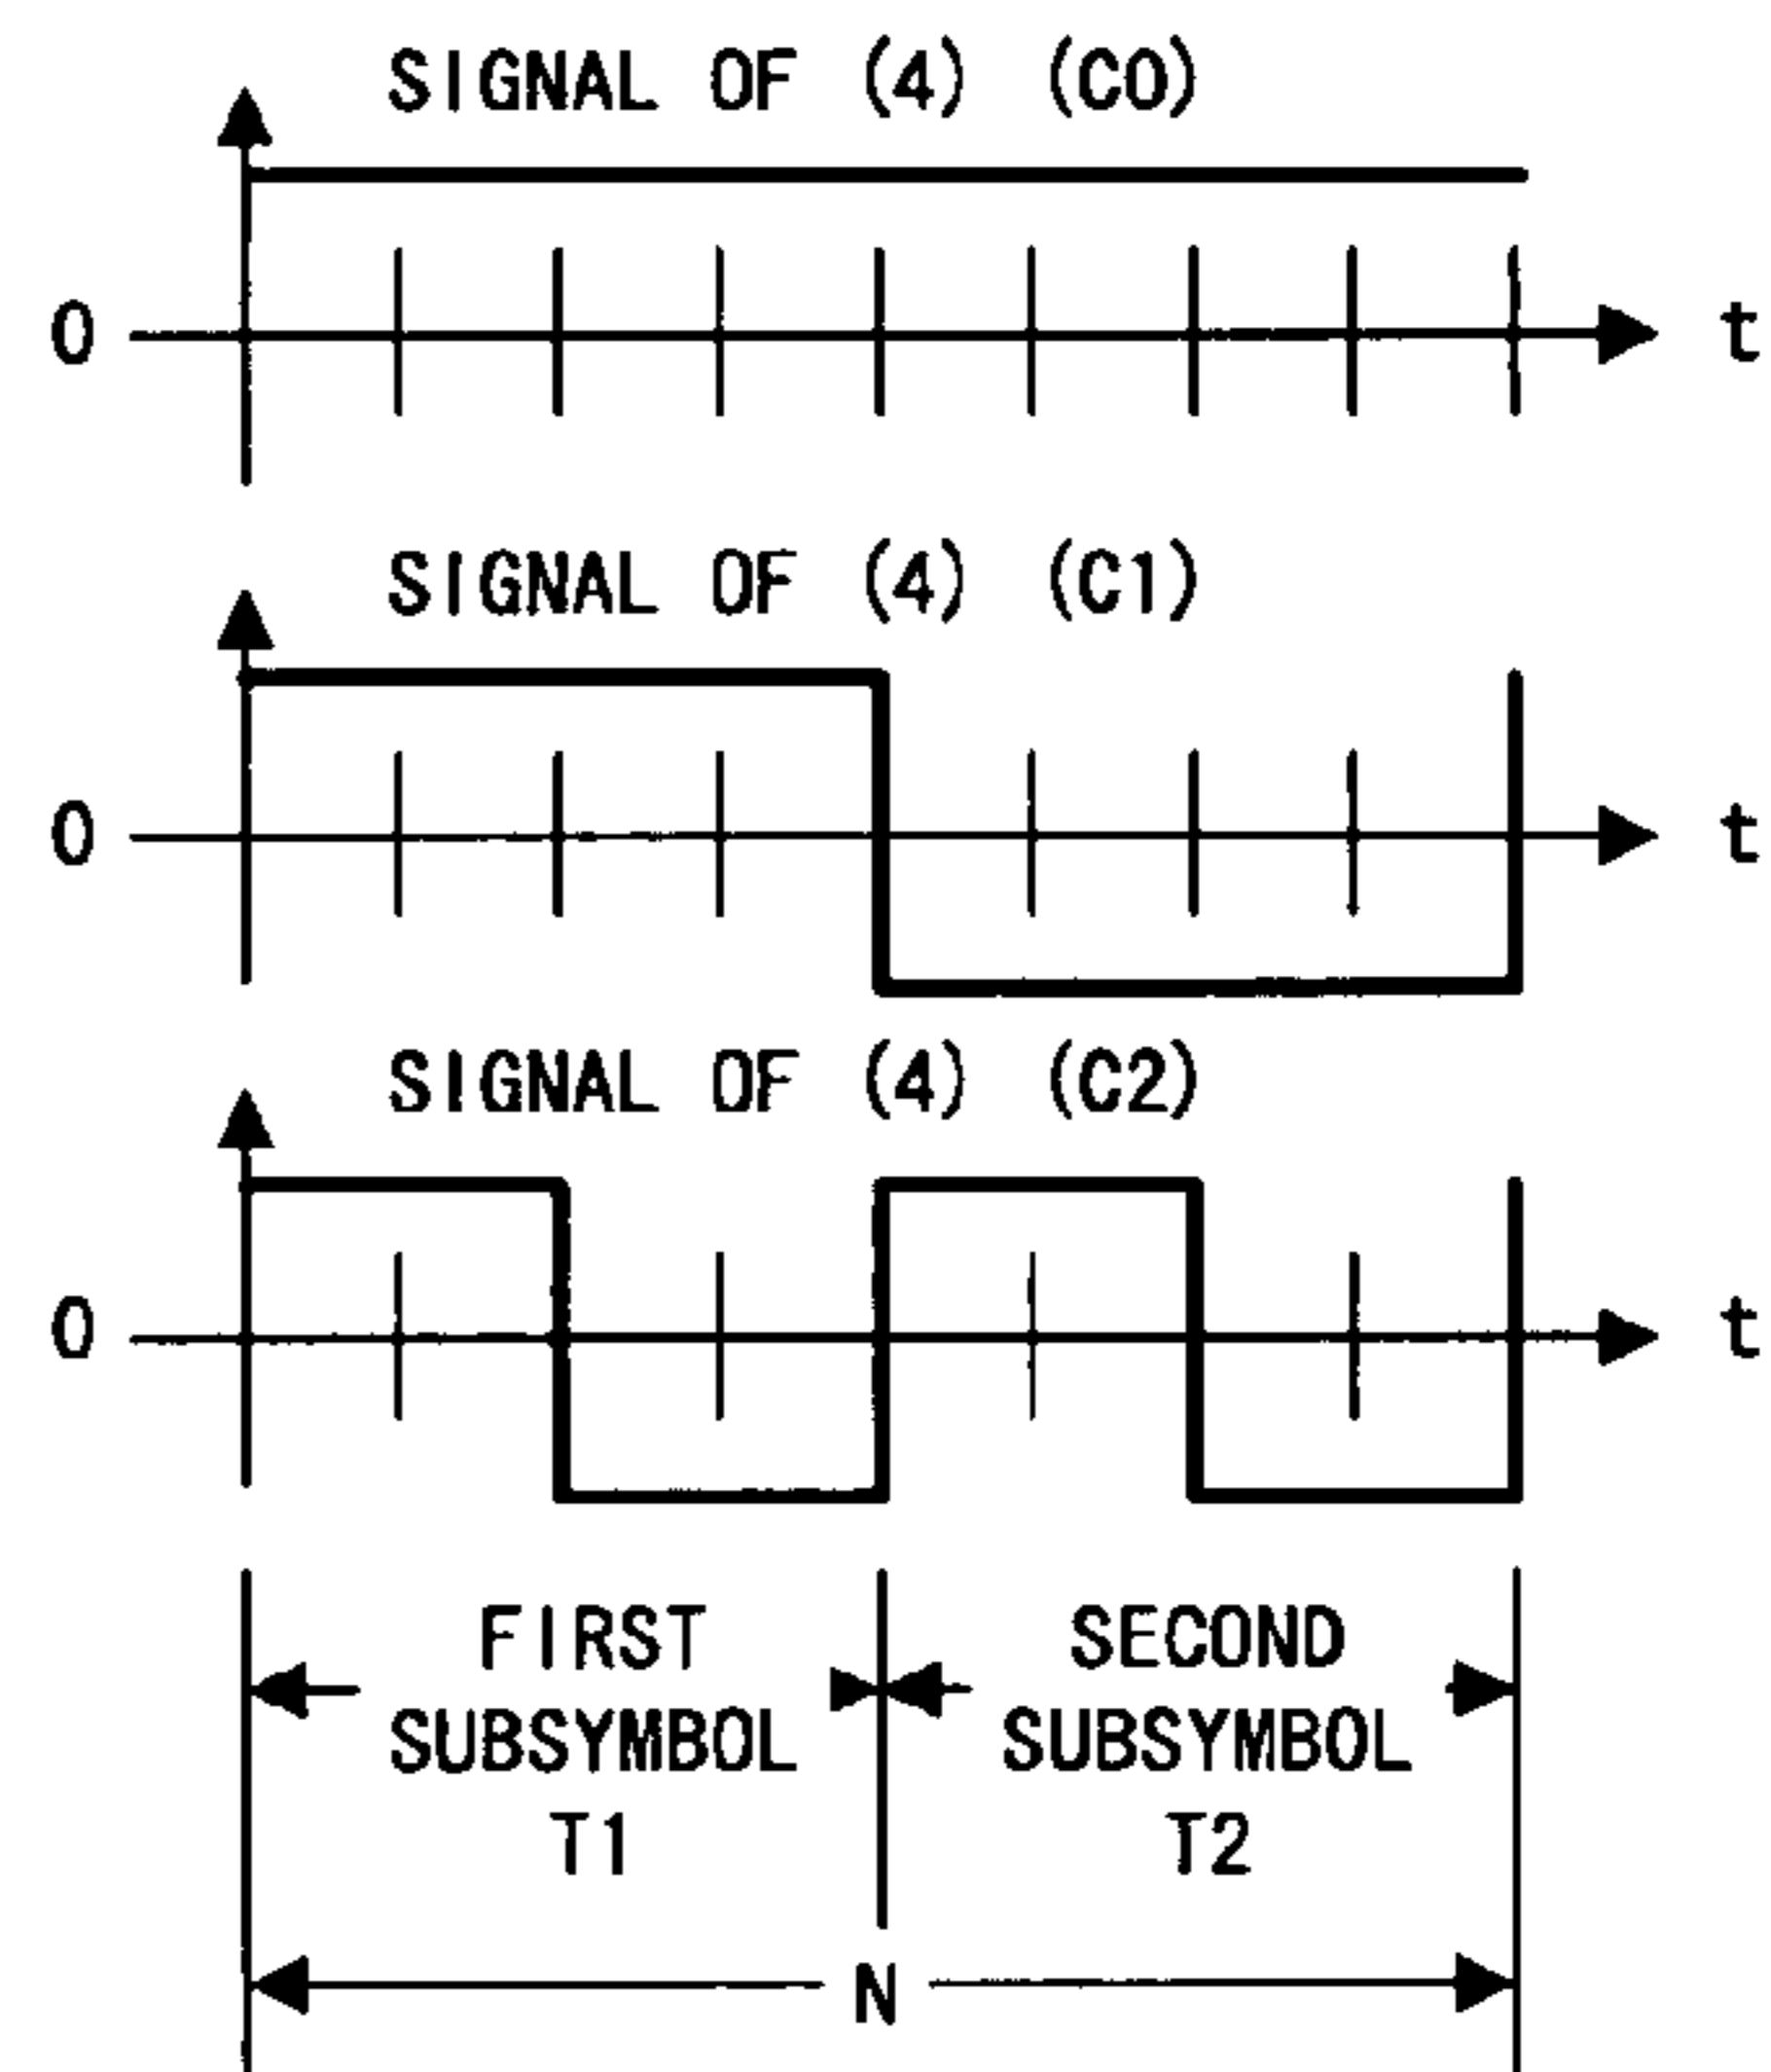 SIGNAL OF (4) (C0)
0 t
SIGNAL OF (4) (C1)
0 t
SIGNAL OF (4) (C2)
0 t
FIRST SUBSYMBOL T1
SECOND SUBSYMBOL T2
N